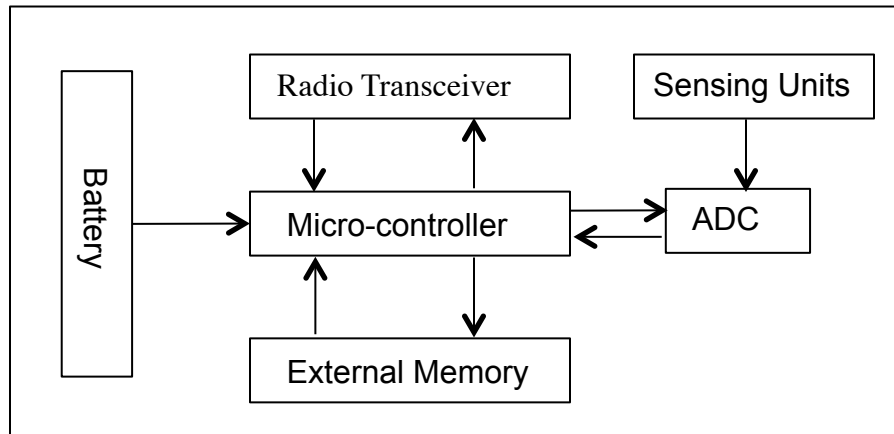 Radio Transceiver
Sensing Units
Battery
Micro-controller
ADC
External Memory